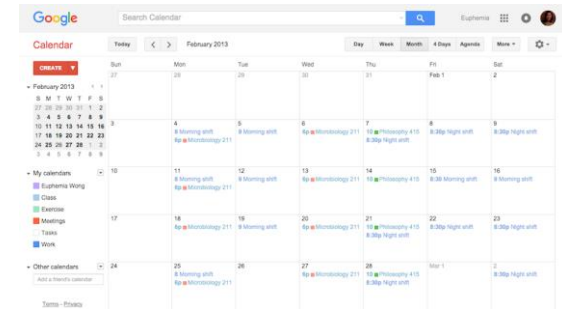 Google Search Calendar Euphemia
Calendar Today < > February 2013 Day Week Month 4 Days Agenda More
CREATE
Sun Mon Tue Wed Thu Fri Sat
27 28 29 30 31 Feb 1 2
February 2013 < >
S M T W T F S
27 28 29 30 31 1 2
3 4 5 6 7 8 9
10 11 12 13 14 15 16
17 18 19 20 21 22 23
24 25 26 27 28 1 2
3 4 5 6 7 8 9
3 4 5 6 7 8 9
8 Morning shift 8 Morning shift 6p Microbiology 211 10 Philosophy 415 8:30p Night shift 8:30p Night shift
6p Microbiology 211 8:30p Night shift
My calendars
Euphemia Wong
Class
Exercise
Meetings
Tasks
Work
10 11 12 13 14 15 16
8 Morning shift 8 Morning shift 6p Microbiology 211 10 Philosophy 415 8:30 Morning shift 8 Morning shift
6p Microbiology 211
17 18 19 20 21 22 23
6p Microbiology 211 8 Morning shift 6p Microbiology 211 10 Philosophy 415 8:30p Night shift 8:30p Night shift
8:30p Night shift
Other calendars
Add a friend's calendar
24 25 26 27 28 Mar 1 2
8 Morning shift 6p Microbiology 211 10 Philosophy 415 8:30p Night shift
6p Microbiology 211 8:30p Night shift
Terms - Privacy